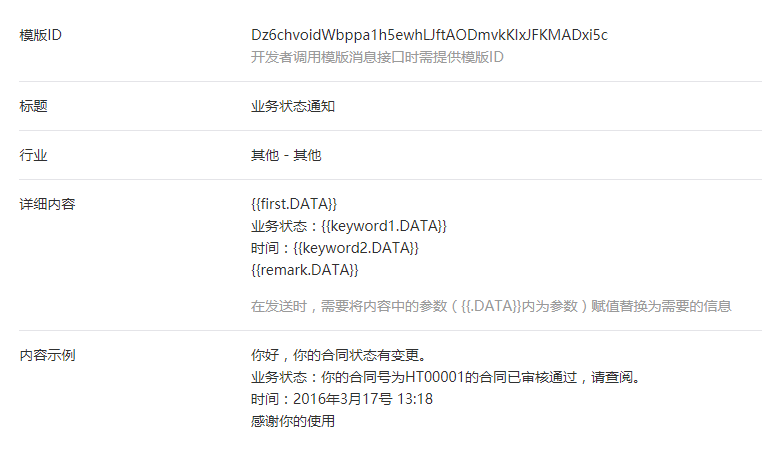 模版ID
Dz6chvoidWbppa1h5ewhLJftAODmvkKIxJFKMADxi5c
开发者调用模版消息接口时需提供模版ID
标题
业务状态通知
行业
其他 - 其他
详细内容
{{first.DATA}}
业务状态：{{keyword1.DATA}}
时间：{{keyword2.DATA}}
{{remark.DATA}}
在发送时，需要将内容中的参数（{{.DATA}}内为参数）赋值替换为需要的信息
内容示例
你好，你的合同状态有变更。
业务状态：你的合同号为HT00001的合同已审核通过，请查阅。
时间：2016年3月17号 13:18
感谢你的使用